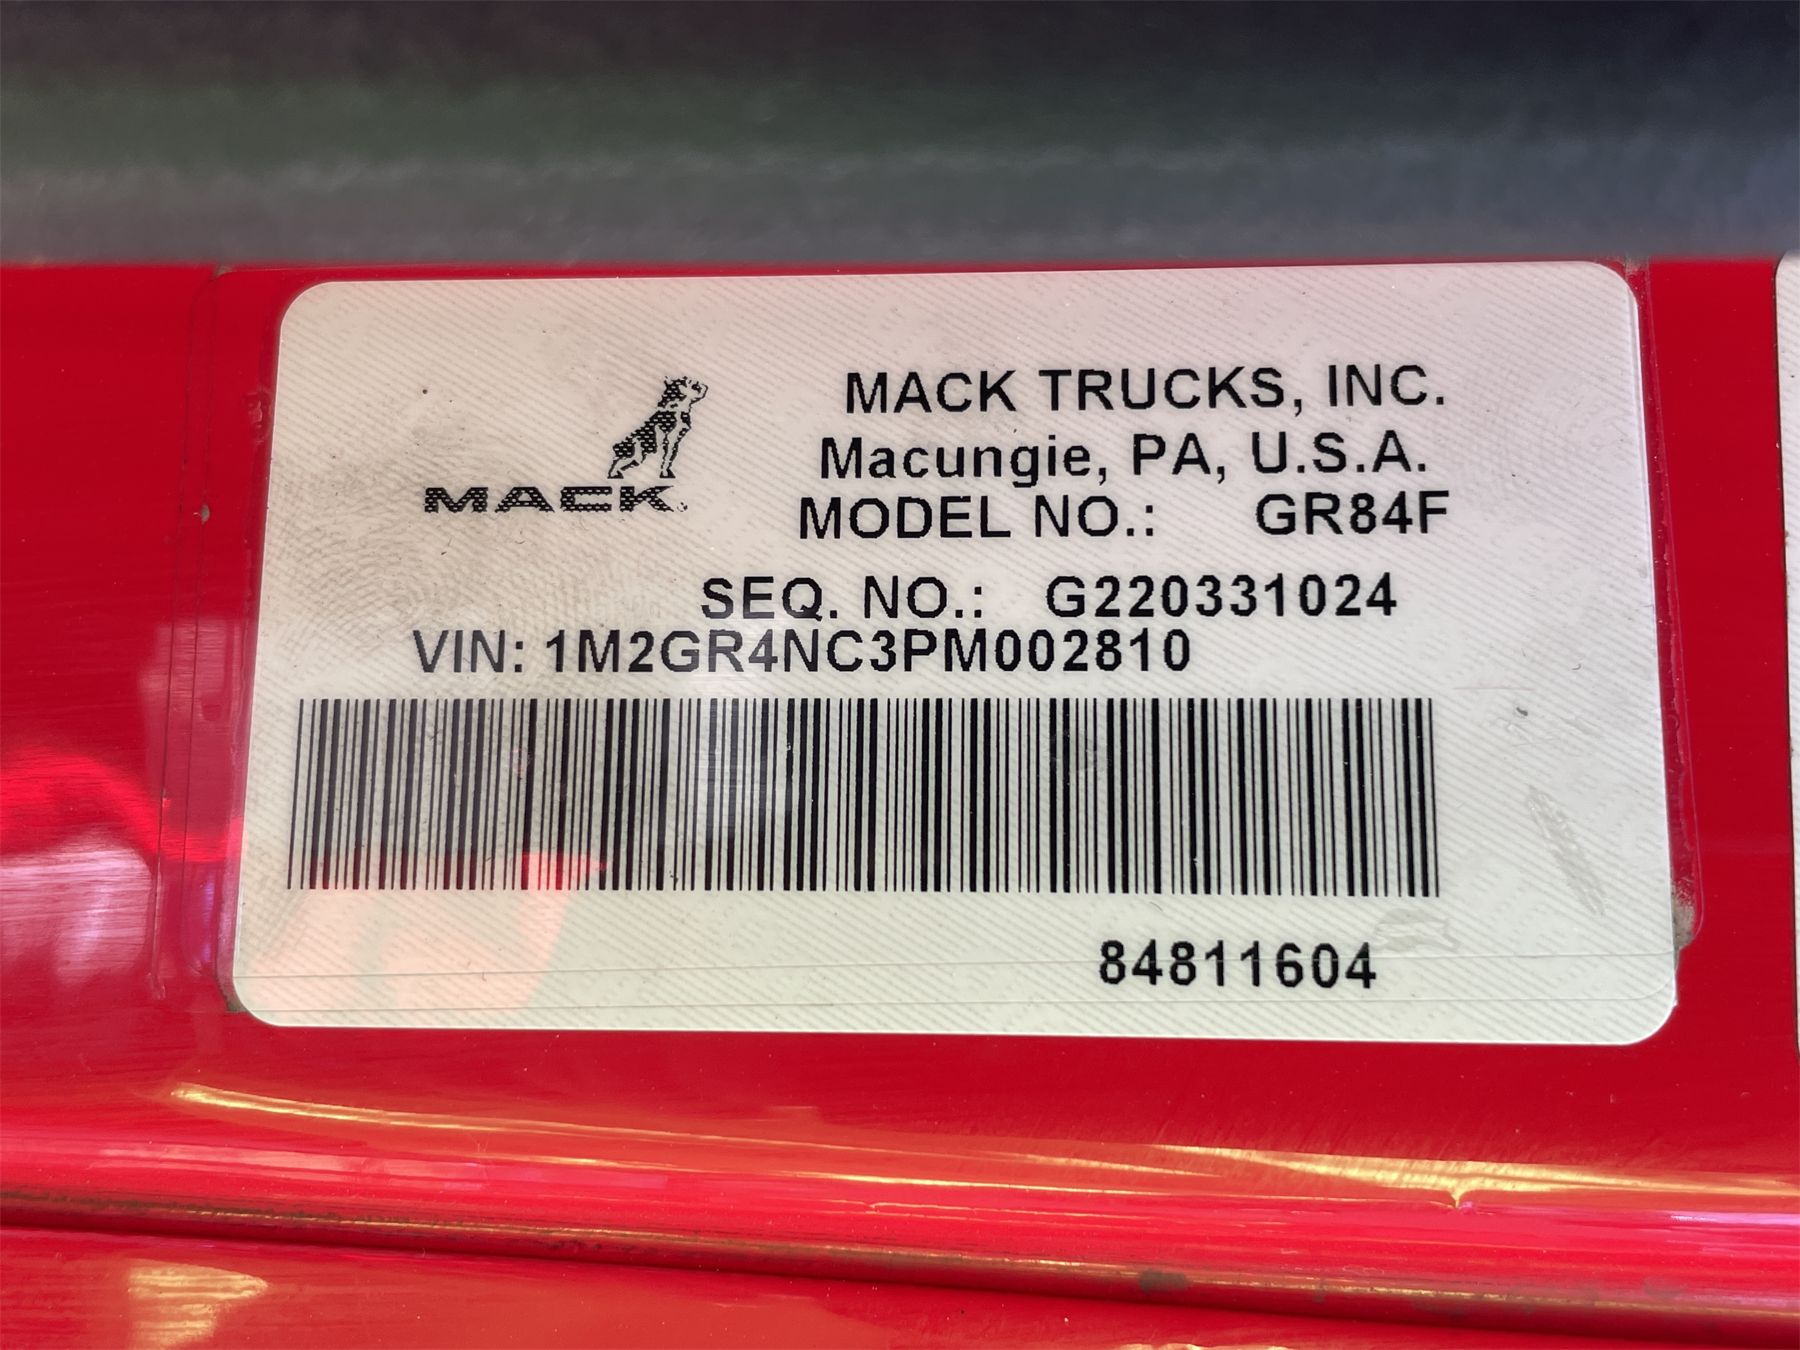 MACK TRUCKS, INC.
MACK
Macungie, PA, U.S.A.
MODEL NO.: GR84F
SEQ. NO.: G220331024
VIN: 1M2GR4NC3PM002810
84811604